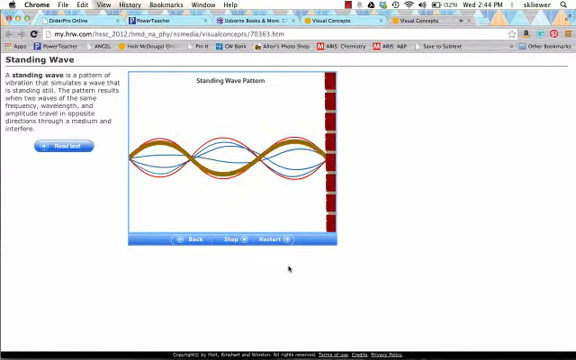 Chrome File Edit View History Bookmarks Window Help
Wed 2:44 PM skliewer
OrderPro Online PowerTeacher Usborne Books & More. Visual Concepts Visual Concepts
my.hrw.com/hssc_2012/hmd_na_phy/nsmedia/visualconcepts/70363.htm
PowerTeacher ANGEL Holt McDougal Onl Pin It CW Bank Allen's Photo Shop ARIS: Chemistry ARIS: A&P Save to Subtext Other Bookmarks
Standing Wave
A standing wave is a pattern of
vibration that simulates a wave that
is standing still. The pattern results
when two waves of the same
frequency, wavelength, and
amplitude travel in opposite
directions through a medium and
interfere.
Read text
Standing Wave Pattern
Back Stop Restart
Copyright© by Holt, Rinehart and Winston. All rights reserved. Terms of use. Credits. Privacy Policy.